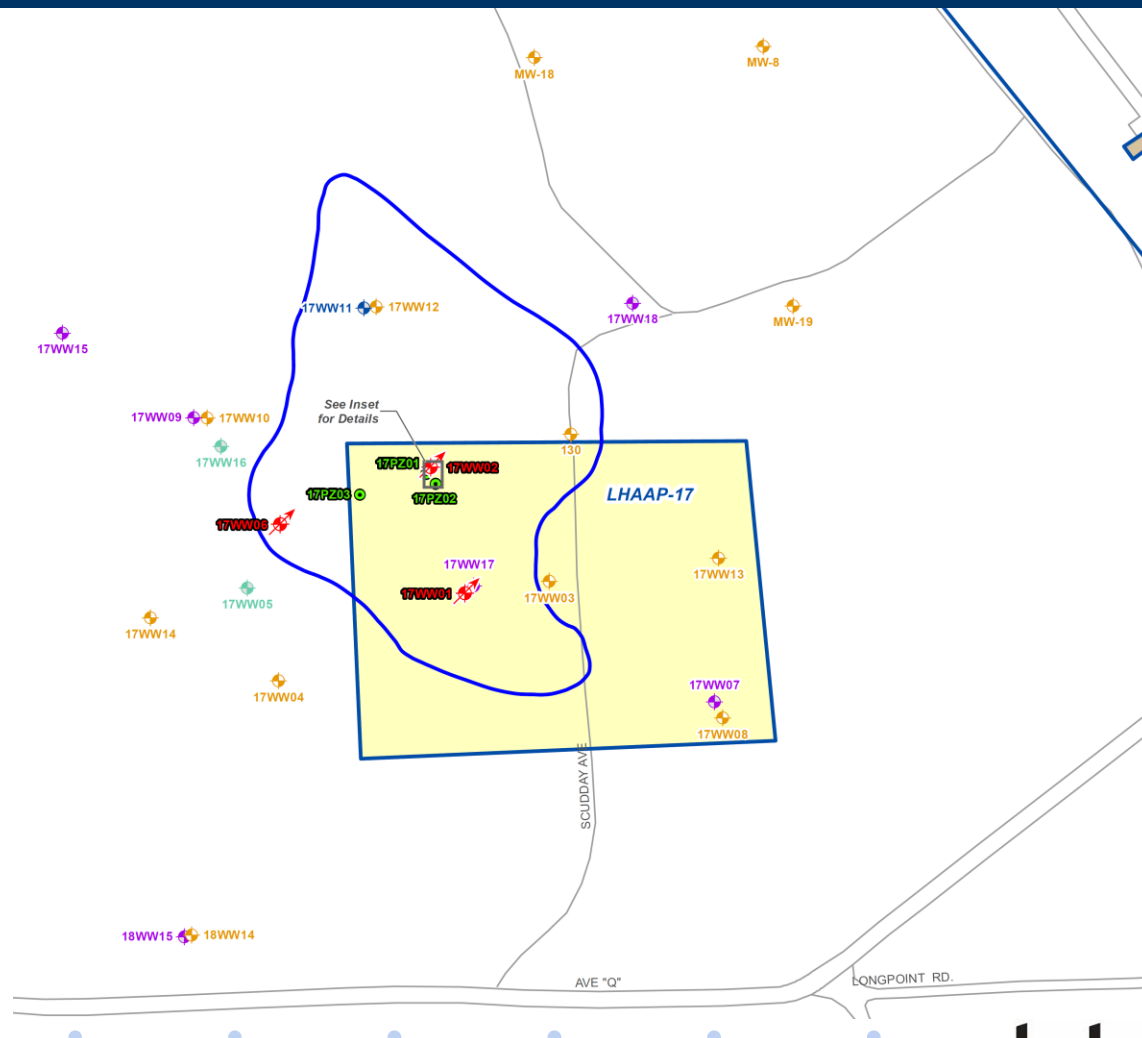 MW-18
MW-8
17WW11
17WW12
17WW18
MW-19
17WW15
See Inset
for Details
17WW09
17WW10
130
17WW16
17PZ01
17WW02
17PZ03
17PZ02
LHAAP-17
17WW06
17WW17
17WW13
17WW05
17WW01
17WW03
17WW14
17WW04
17WW07
17WW08
SCUDDAY AVE
18WW15
18WW14
AVE "Q"
LONGPOINT RD.